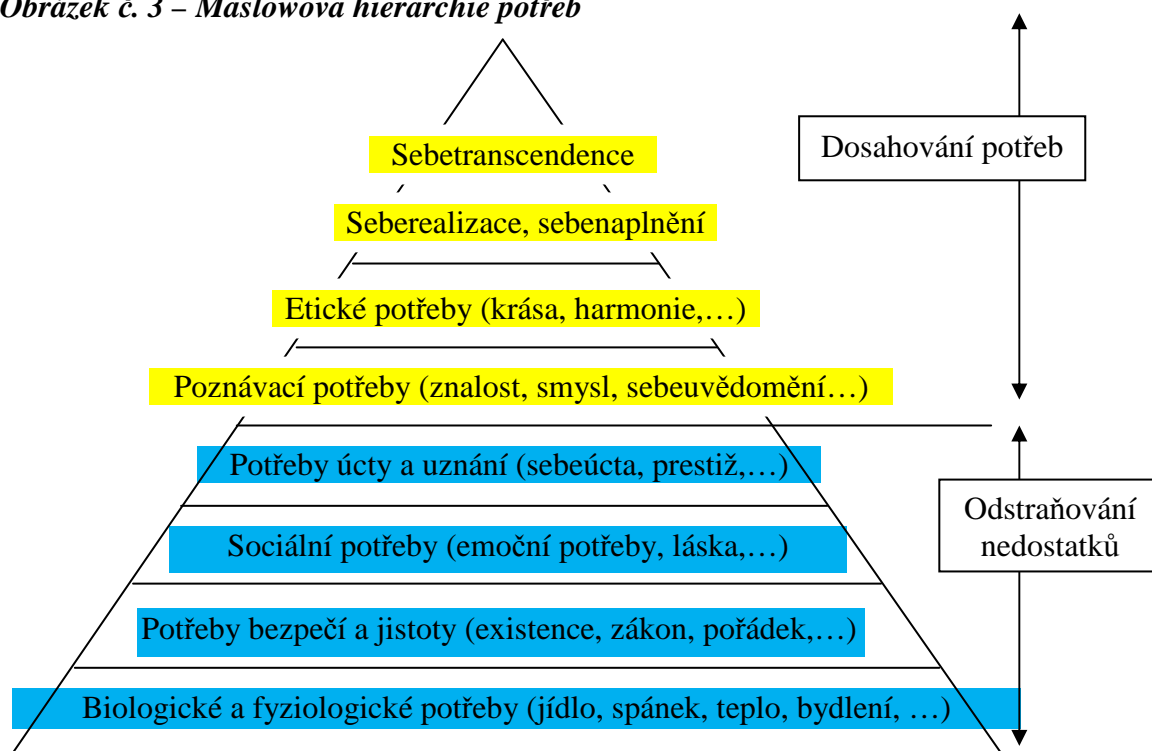 Obrázek č. 3 – Maslowova hierarchie potřeb
Sebetranscendence
Dosahování potřeb
Seberealizace, sebenaplnění
Etické potřeby (krása, harmonie,…)
Poznávací potřeby (znalost, smysl, sebeuvědomění…)
Potřeby úcty a uznání (sebeúcta, prestiž,…)
Odstraňování
nedostatků
Sociální potřeby (emoční potřeby, láska,…)
Potřeby bezpečí a jistoty (existence, zákon, pořádek,…)
Biologické a fyziologické potřeby (jídlo, spánek, teplo, bydlení, …)